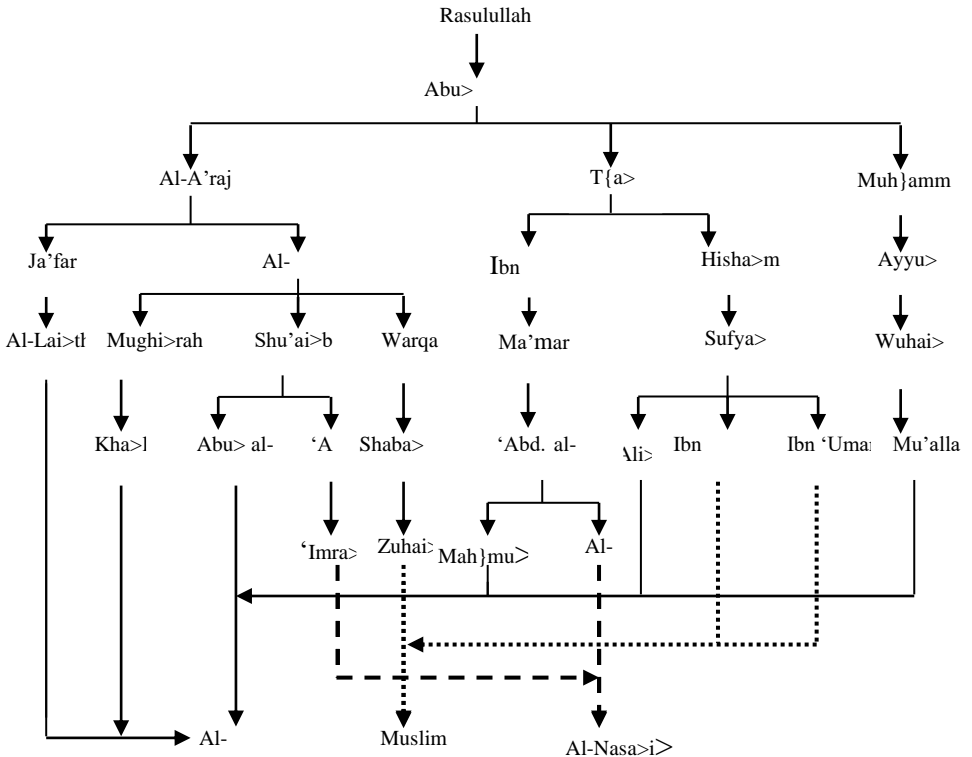 Rasulullah
Abu>
Al-A’raj T{a> Muh}amm
Ja’far Al- Ibn Hisha>m Ayyu>
Al-Lai>th Mughi>rah Shu’ai>b Warqa Ma’mar Sufya> Wuhai>
Kha>l Abu> al- ‘A Shaba> ‘Abd. al- Ali> Ibn Ibn ‘Umar Mu’alla
‘Imra> Zuhai> Mah}mu> Al-
Al- Muslim Al-Nasa>i>